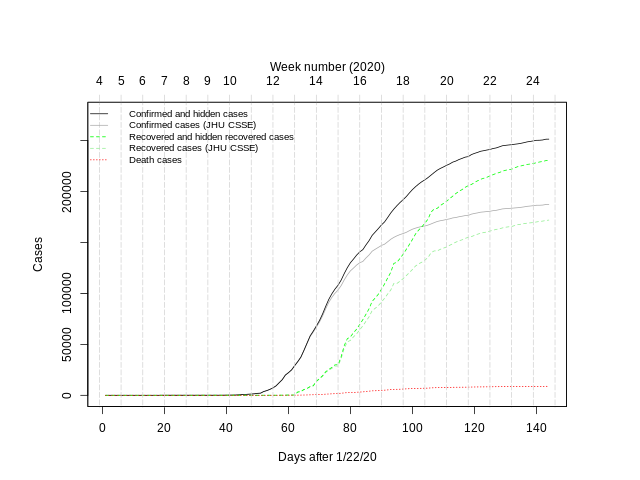 Week number (2020)
4 5 6 7 8 9 10 12 14 16 18 20 22 24
Confirmed and hidden cases
Confirmed cases (JHU CSSE)
Recovered and hidden recovered cases
Recovered cases (JHU CSSE)
Death cases
Cases
200000
100000
50000
0
0 20 40 60 80 100 120 140
Days after 1/22/20